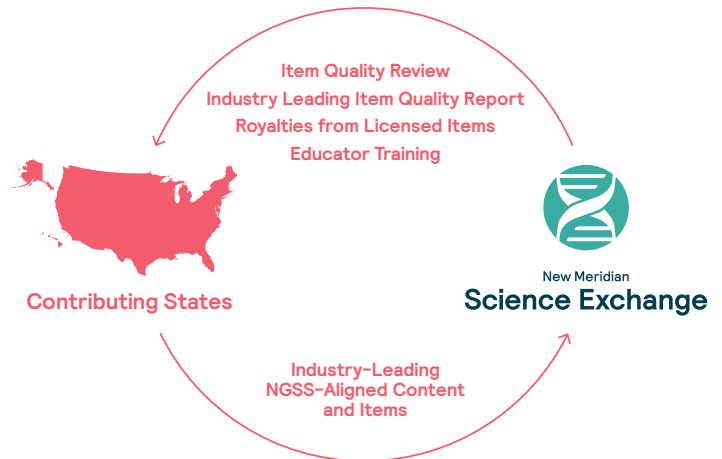 Item Quality Review
Industry Leading Item Quality Report
Royalties from Licensed Items
Educator Training
Contributing States
New Meridian
Science Exchange
Industry-Leading
NGSS-Aligned Content
and Items